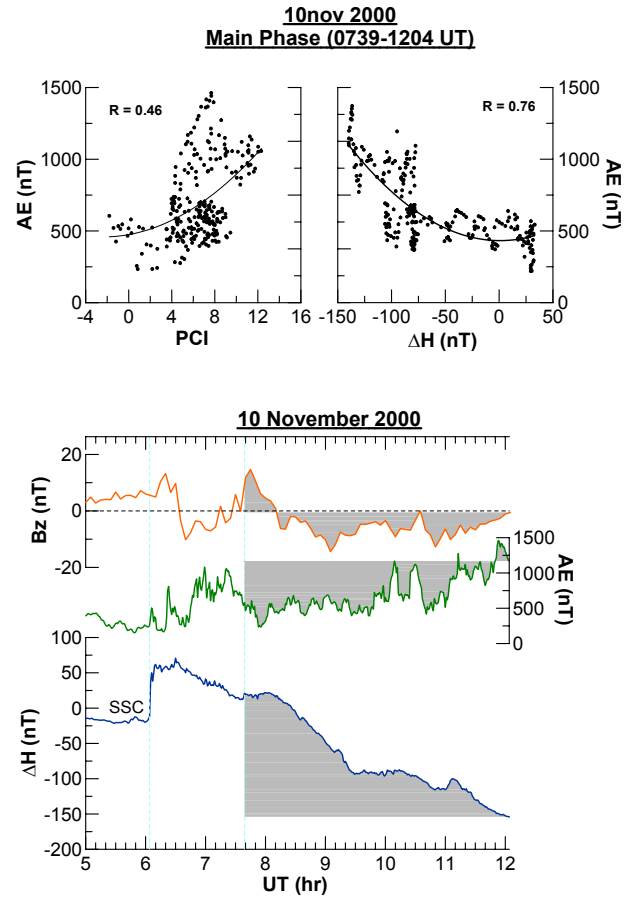 10nov 2000
Main Phase (0739-1204 UT)
1500
1000
500
0
AE (nT)
R = 0.46
-4 0 4 8 12 16
PCI
R = 0.76
1500
1000
500
0
AE (nT)
-150 -100 -50 0 50
ΔH (nT)
10 November 2000
20
0
-20
Bz (nT)
1500
1000
500
0
AE (nT)
100
50
0
-50
-100
-150
-200
ΔH (nT)
SSC
5 6 7 8 9 10 11 12
UT (hr)